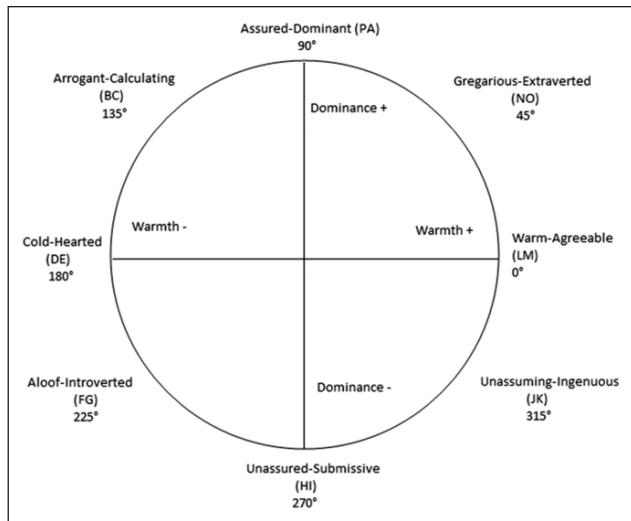 Assured-Dominant (PA)
90°
Arrogant-Calculating
(BC)
135°
Gregarious-Extraverted
(NO)
45°
Dominance +
Warmth -
Warmth +
Cold-Hearted
(DE)
180°
Warm-Agreeable
(LM)
0°
Aloof-Introverted
(FG)
225°
Dominance -
Unassuming-Ingenuous
(JK)
315°
Unassured-Submissive
(HI)
270°